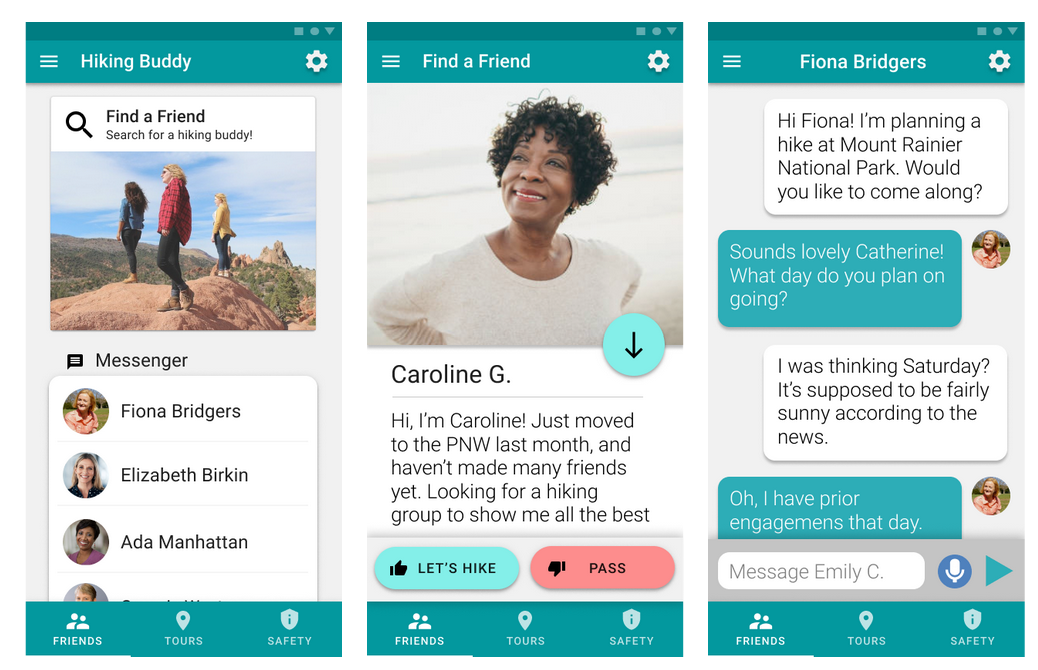 Hiking Buddy
Find a Friend
Search for a hiking buddy!
Messenger
Fiona Bridgers
Elizabeth Birkin
Ada Manhattan
FRIENDS
TOURS
SAFETY
Find a Friend
Caroline G.
Hi, I'm Caroline! Just moved
to the PNW last month, and
haven't made many friends
yet. Looking for a hiking
group to show me all the best
LET'S HIKE
PASS
FRIENDS
TOURS
SAFETY
Fiona Bridgers
Hi Fiona! I'm planning a
hike at Mount Rainier
National Park. Would
you like to come along?
Sounds lovely Catherine!
What day do you plan on
going?
I was thinking Saturday?
It's supposed to be fairly
sunny according to the
news.
Oh, I have prior
engagemens that day.
Message Emily C.
FRIENDS
TOURS
SAFETY